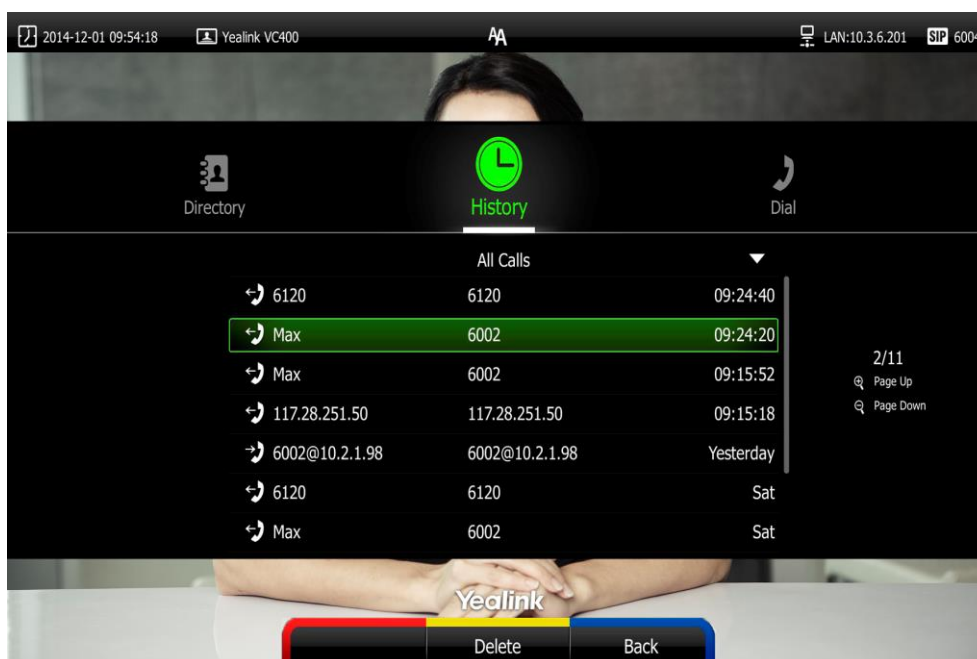 2014-12-01 09:54:18 Yealink VC400 AA LAN:10.3.6.201 SIP 6004
Directory History Dial
All Calls
6120 6120 09:24:40
Max 6002 09:24:20
Max 6002 09:15:52
117.28.251.50 117.28.251.50 09:15:18
6002@10.2.1.98 6002@10.2.1.98 Yesterday
6120 6120 Sat
Max 6002 Sat
2/11
Page Up
Page Down
Yealink
Delete Back